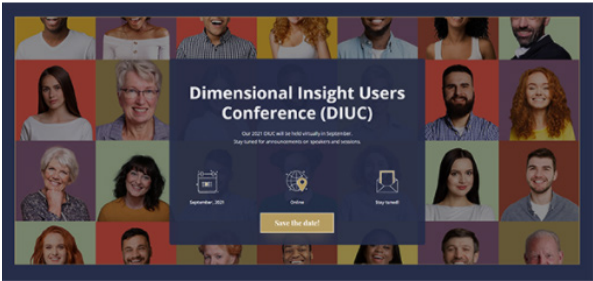 Dimensional Insight Users
Conference (DIUC)
Our 2021 DIUC will be held virtually in September.
Stay tuned for announcements on speakers and sessions.
September, 2021
Online
Stay tuned!
Save the date!